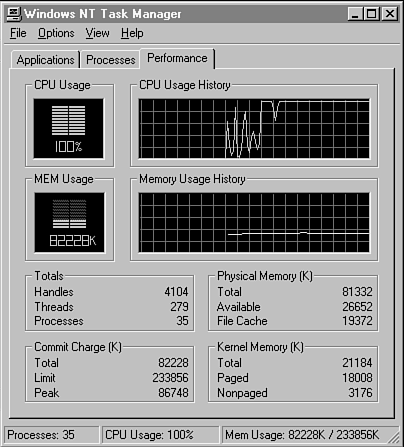 Windows NT Task Manager
File Options View Help
Applications Processes Performance
CPU Usage CPU Usage History
100%
MEM Usage Memory Usage History
82228K
Totals Physical Memory (K)
Handles 4104 Total 81332
Threads 279 Available 26652
Processes 35 File Cache 19372
Commit Charge (K) Kernel Memory (K)
Total 82228 Total 21184
Limit 233856 Paged 18008
Peak 86748 Nonpaged 3176
Processes: 35 CPU Usage: 100% Mem Usage: 82228K / 233856K